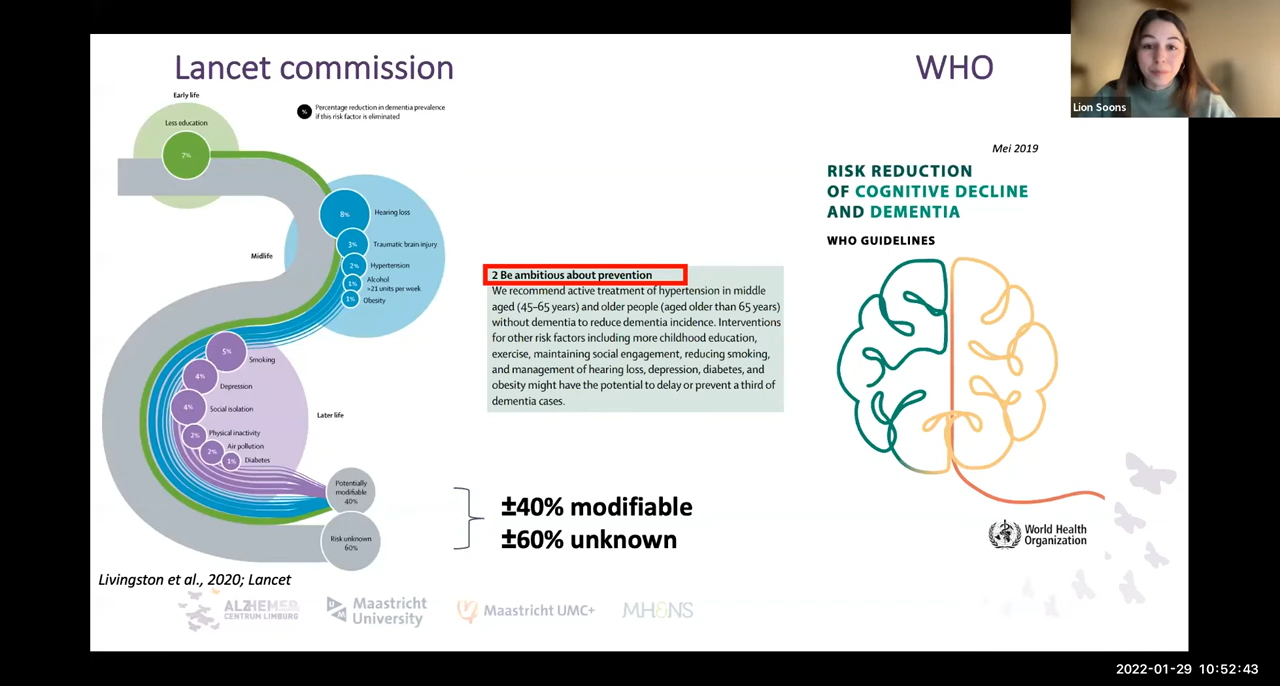 Lancet commission
WHO
Lion Soons
Early life
%
Percentage reduction in dementia prevalence
if this risk factor is eliminated
Less education
7%
8%
Hearing loss
3%
Traumatic brain injury
Midlife
2%
Hypertension
1%
Alcohol
>21 units per week
1%
Obesity
5%
Smoking
4%
Depression
4%
Social isolation
Later life
2%
Physical inactivity
2%
Air pollution
1%
Diabetes
Potentially
modifiable
40%
Risk unknown
60%
2 Be ambitious about prevention
We recommend active treatment of hypertension in middle
aged (45–65 years) and older people (aged older than 65 years)
without dementia to reduce dementia incidence. Interventions
for other risk factors including more childhood education,
exercise, maintaining social engagement, reducing smoking,
and management of hearing loss, depression, diabetes, and
obesity might have the potential to delay or prevent a third of
dementia cases.
±40% modifiable
±60% unknown
Mei 2019
RISK REDUCTION
OF COGNITIVE DECLINE
AND DEMENTIA
WHO GUIDELINES
World Health
Organization
Livingston et al., 2020; Lancet
ALZHEIMER
CENTRUM LIMBURG
Maastricht
University
Maastricht UMC+
MHeNS
2022-01-29 10:52:43